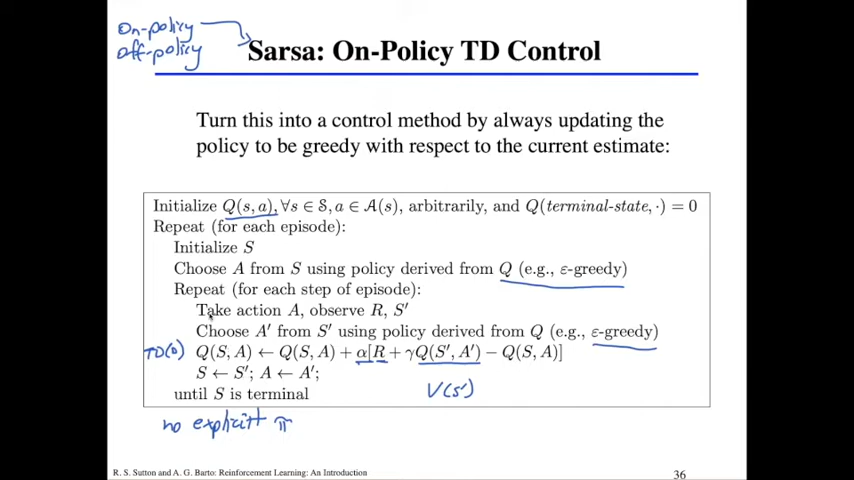 on-policy
off-policy
Sarsa: On-Policy TD Control
Turn this into a control method by always updating the
policy to be greedy with respect to the current estimate:
Initialize Q(s, a), ∀s ∈ S, a ∈ A(s), arbitrarily, and Q(terminal-state, ·) = 0
Repeat (for each episode):
Initialize S
Choose A from S using policy derived from Q (e.g., ε-greedy)
Repeat (for each step of episode):
Take action A, observe R, S′
Choose A′ from S′ using policy derived from Q (e.g., ε-greedy)
TD(0) Q(S, A) ← Q(S, A) + α[R + γQ(S′, A′) − Q(S, A)]
S ← S′; A ← A′;
until S is terminal
V(s')
no explicit π
R. S. Sutton and A. G. Barto: Reinforcement Learning: An Introduction
36